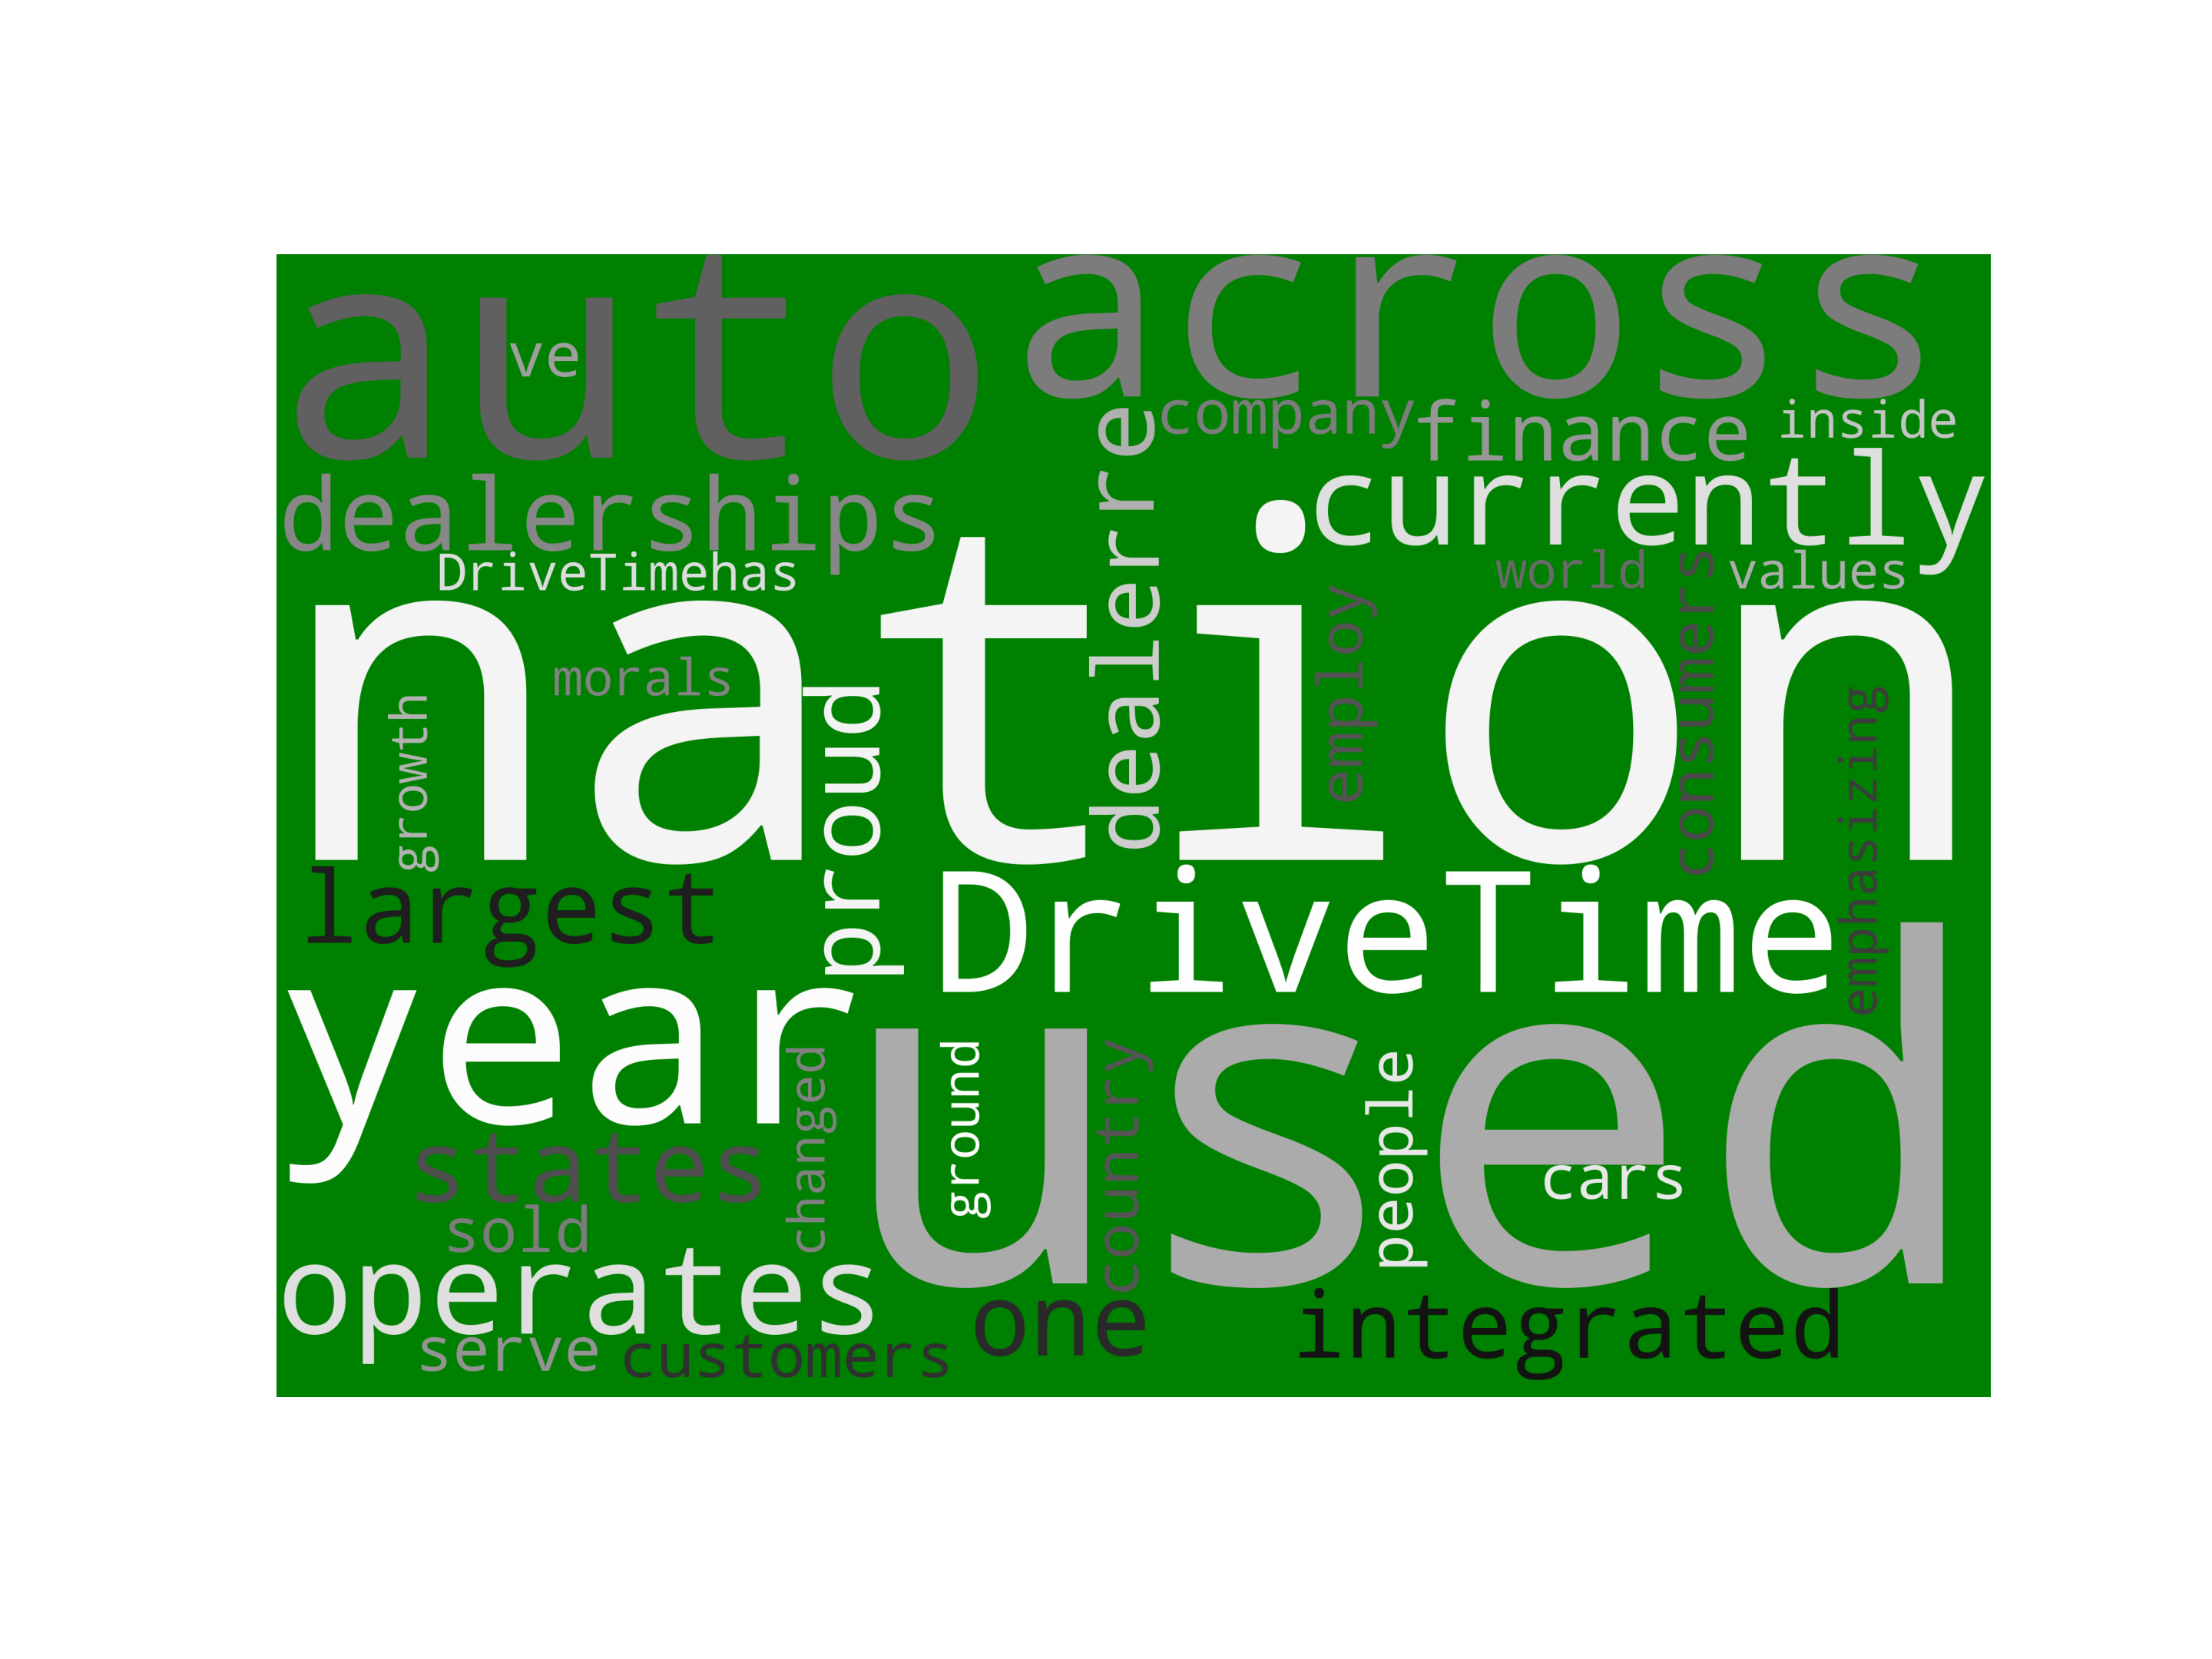 auto
across
ve
company
finance
inside
dealerships
currently
DriveTimehas
world
values
nation
morals
growth
proud
dealer
re
employ
consumers
emphasizing
largest
DriveTime
year
used
changed
ground
country
people
cars
states
sold
operates
one
integrated
serve
customers